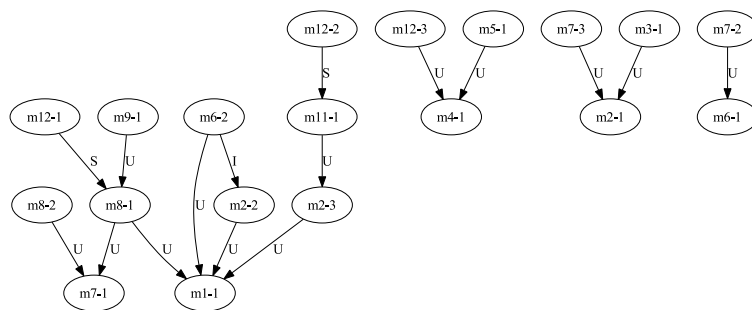 m12-2 m12-3 m5-1 m7-3 m3-1 m7-2
S U U U U U
m12-1 m9-1 m6-2 m11-1 m4-1 m2-1 m6-1
S U I U
m8-2 m8-1 m2-2 m2-3
U U U U U U
m7-1 m1-1